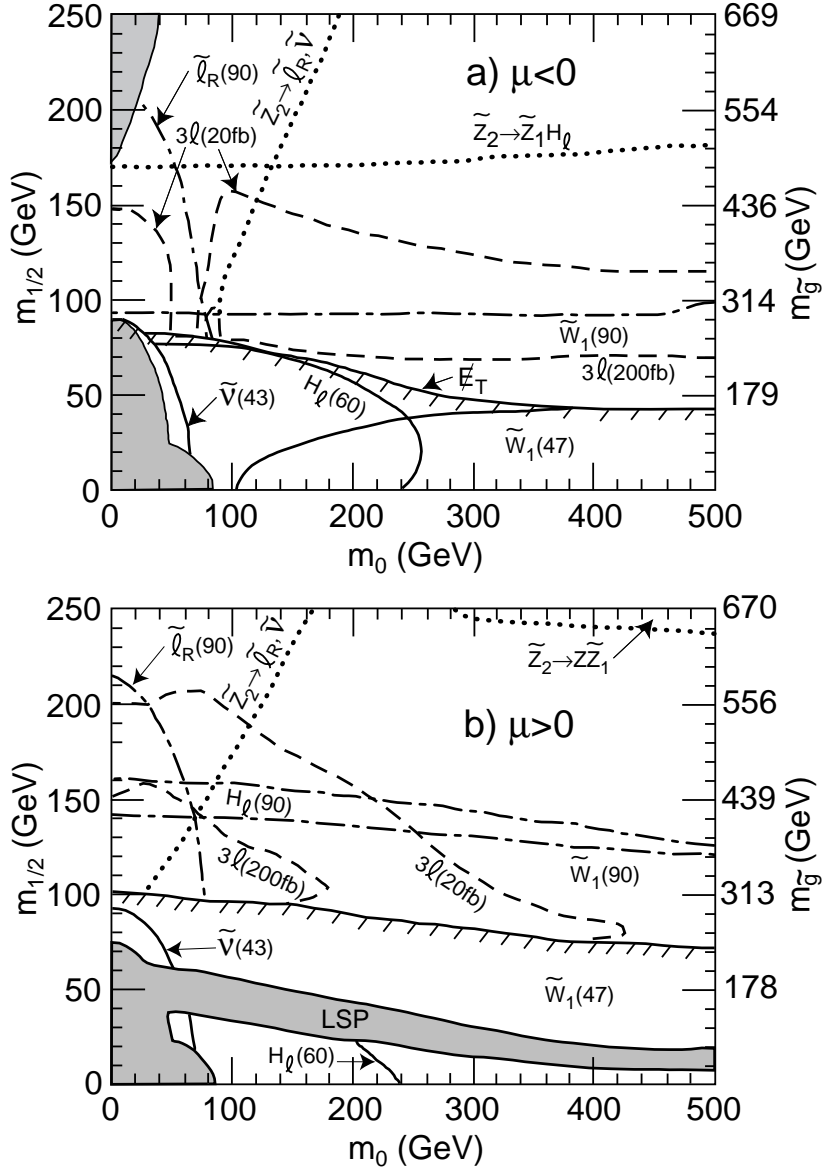 250
669
a) μ<0
ℓ̃R(90)
Z̃2→ℓ̃R, ν̃
200
554
3ℓ(20fb)
Z̃2→Z̃1Hℓ
150
436
m1/2 (GeV)
mg̃ (GeV)
100
314
W̃1(90)
E̸T
3ℓ(200fb)
50
179
ν̃(43)
Hℓ(60)
W̃1(47)
0
0 100 200 300 400 500
m0 (GeV)
250
670
ℓ̃R(90)
Z̃2→ℓ̃R, ν̃
Z̃2→ZZ̃1
200
556
b) μ>0
150
439
Hℓ(90)
m1/2 (GeV)
mg̃ (GeV)
3ℓ(200fb)
3ℓ(20fb)
W̃1(90)
100
313
ν̃(43)
50
178
W̃1(47)
LSP
Hℓ(60)
0
0 100 200 300 400 500
m0 (GeV)